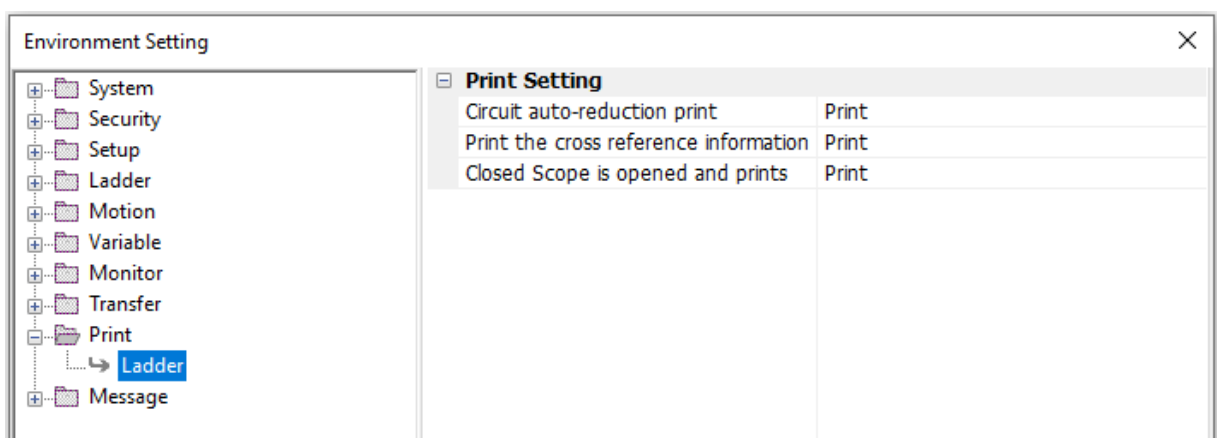 Environment Setting
System
Security
Setup
Ladder
Motion
Variable
Monitor
Transfer
Print
Ladder
Message
Print Setting
Circuit auto-reduction print Print
Print the cross reference information Print
Closed Scope is opened and prints Print